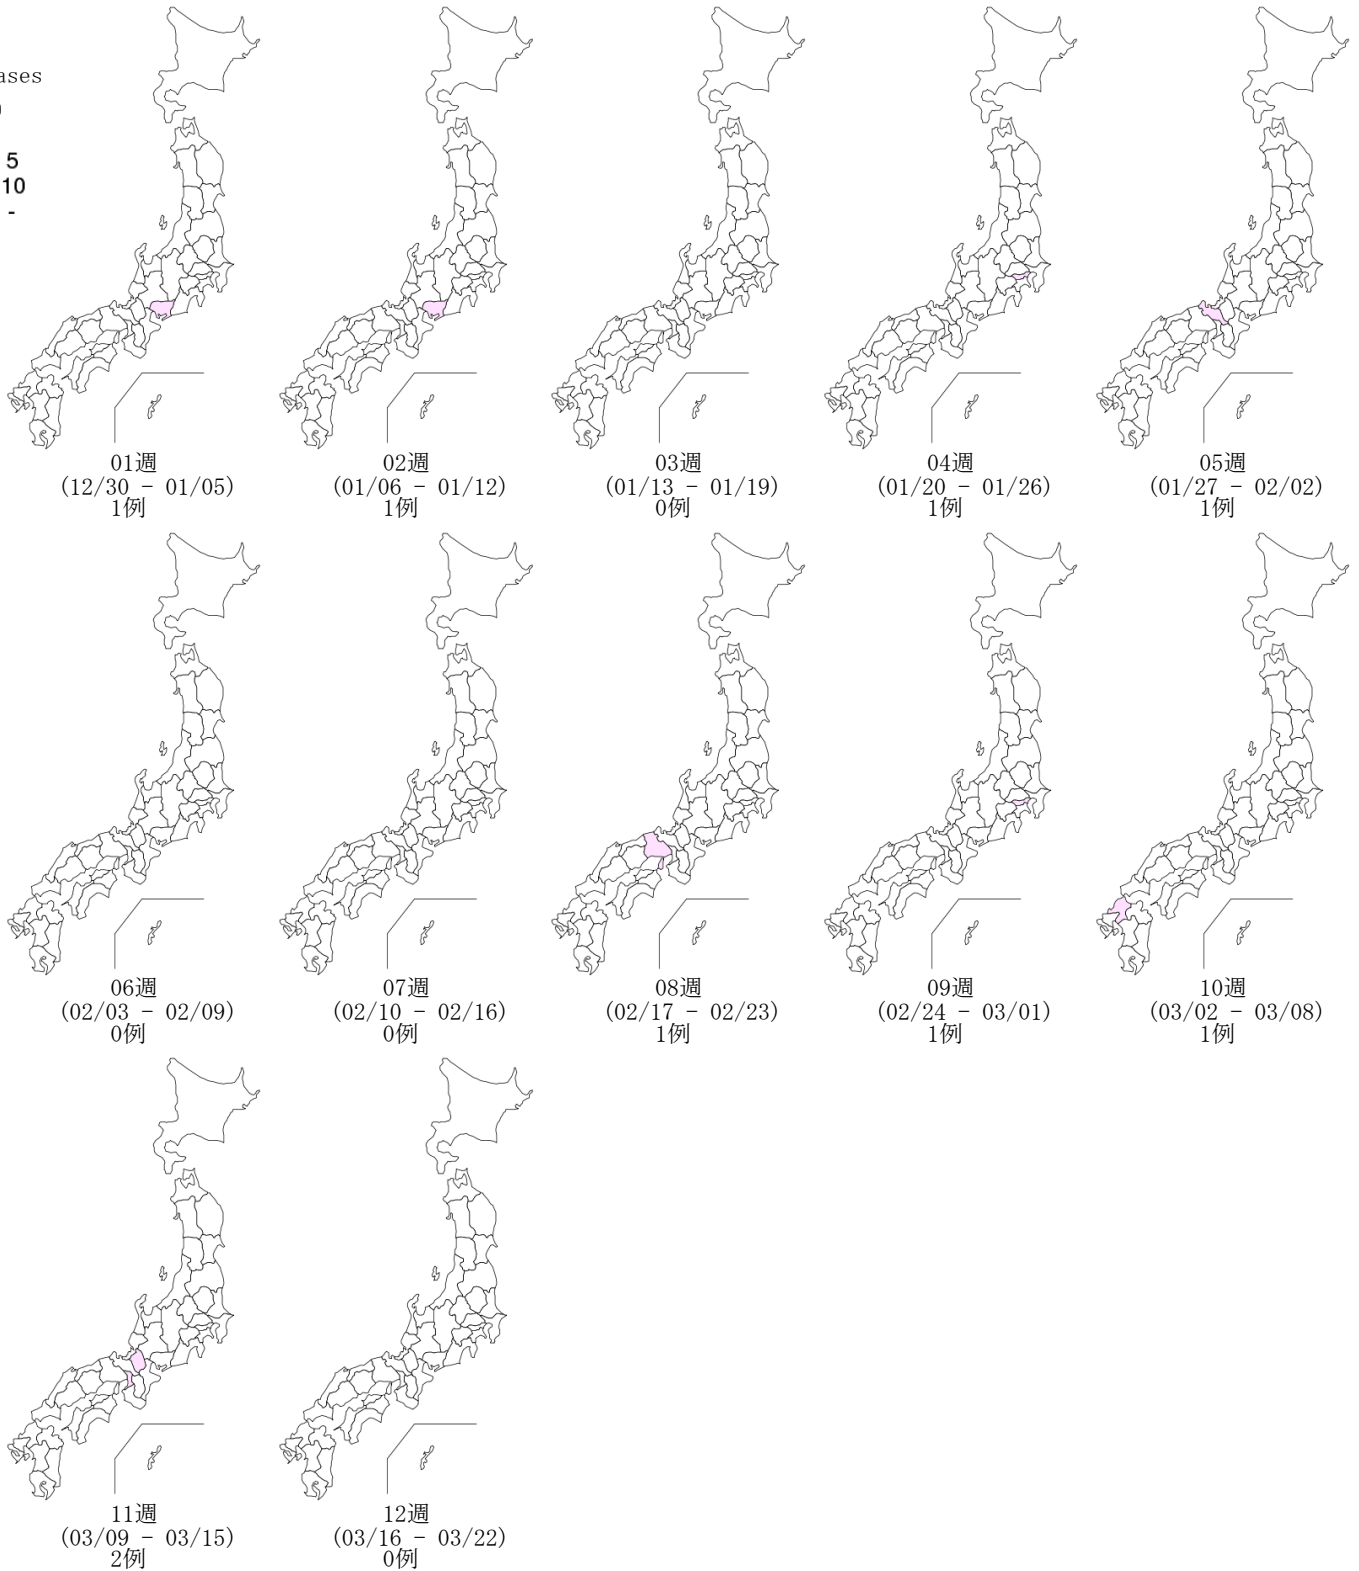 ases
5
10
-
01週
(12/30 - 01/05)
1例
02週
(01/06 - 01/12)
1例
03週
(01/13 - 01/19)
0例
04週
(01/20 - 01/26)
1例
05週
(01/27 - 02/02)
1例
06週
(02/03 - 02/09)
0例
07週
(02/10 - 02/16)
0例
08週
(02/17 - 02/23)
1例
09週
(02/24 - 03/01)
1例
10週
(03/02 - 03/08)
1例
11週
(03/09 - 03/15)
2例
12週
(03/16 - 03/22)
0例